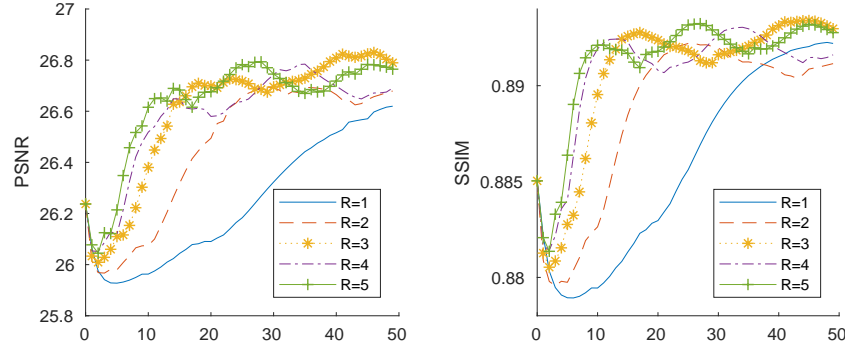 PSNR
27
26.8
26.6
26.4
26.2
26
25.8
0 10 20 30 40 50
R=1
R=2
R=3
R=4
R=5
SSIM
0.89
0.885
0.88
0 10 20 30 40 50
R=1
R=2
R=3
R=4
R=5